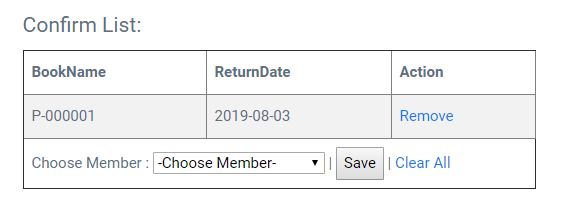 Confirm List:
BookName ReturnDate Action
P-000001 2019-08-03 Remove
Choose Member : -Choose Member- | Save | Clear All